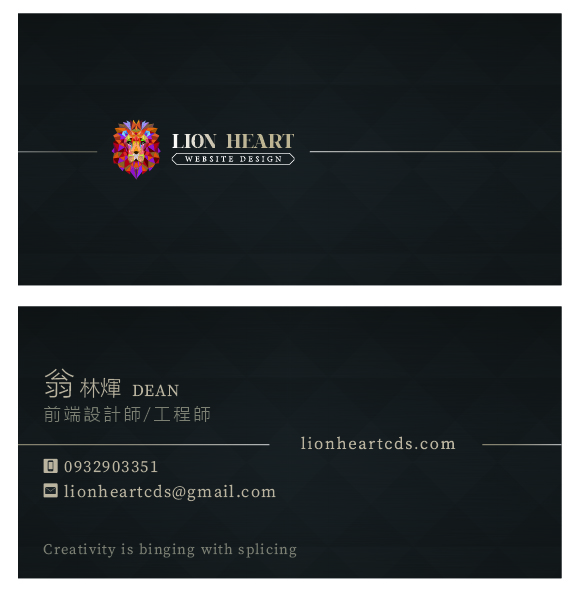 LION HEART
WEBSITE DESIGN
翁 林煇 DEAN
前端設計師/工程師
lionheartcds.com
0932903351
lionheartcds@gmail.com
Creativity is binging with splicing